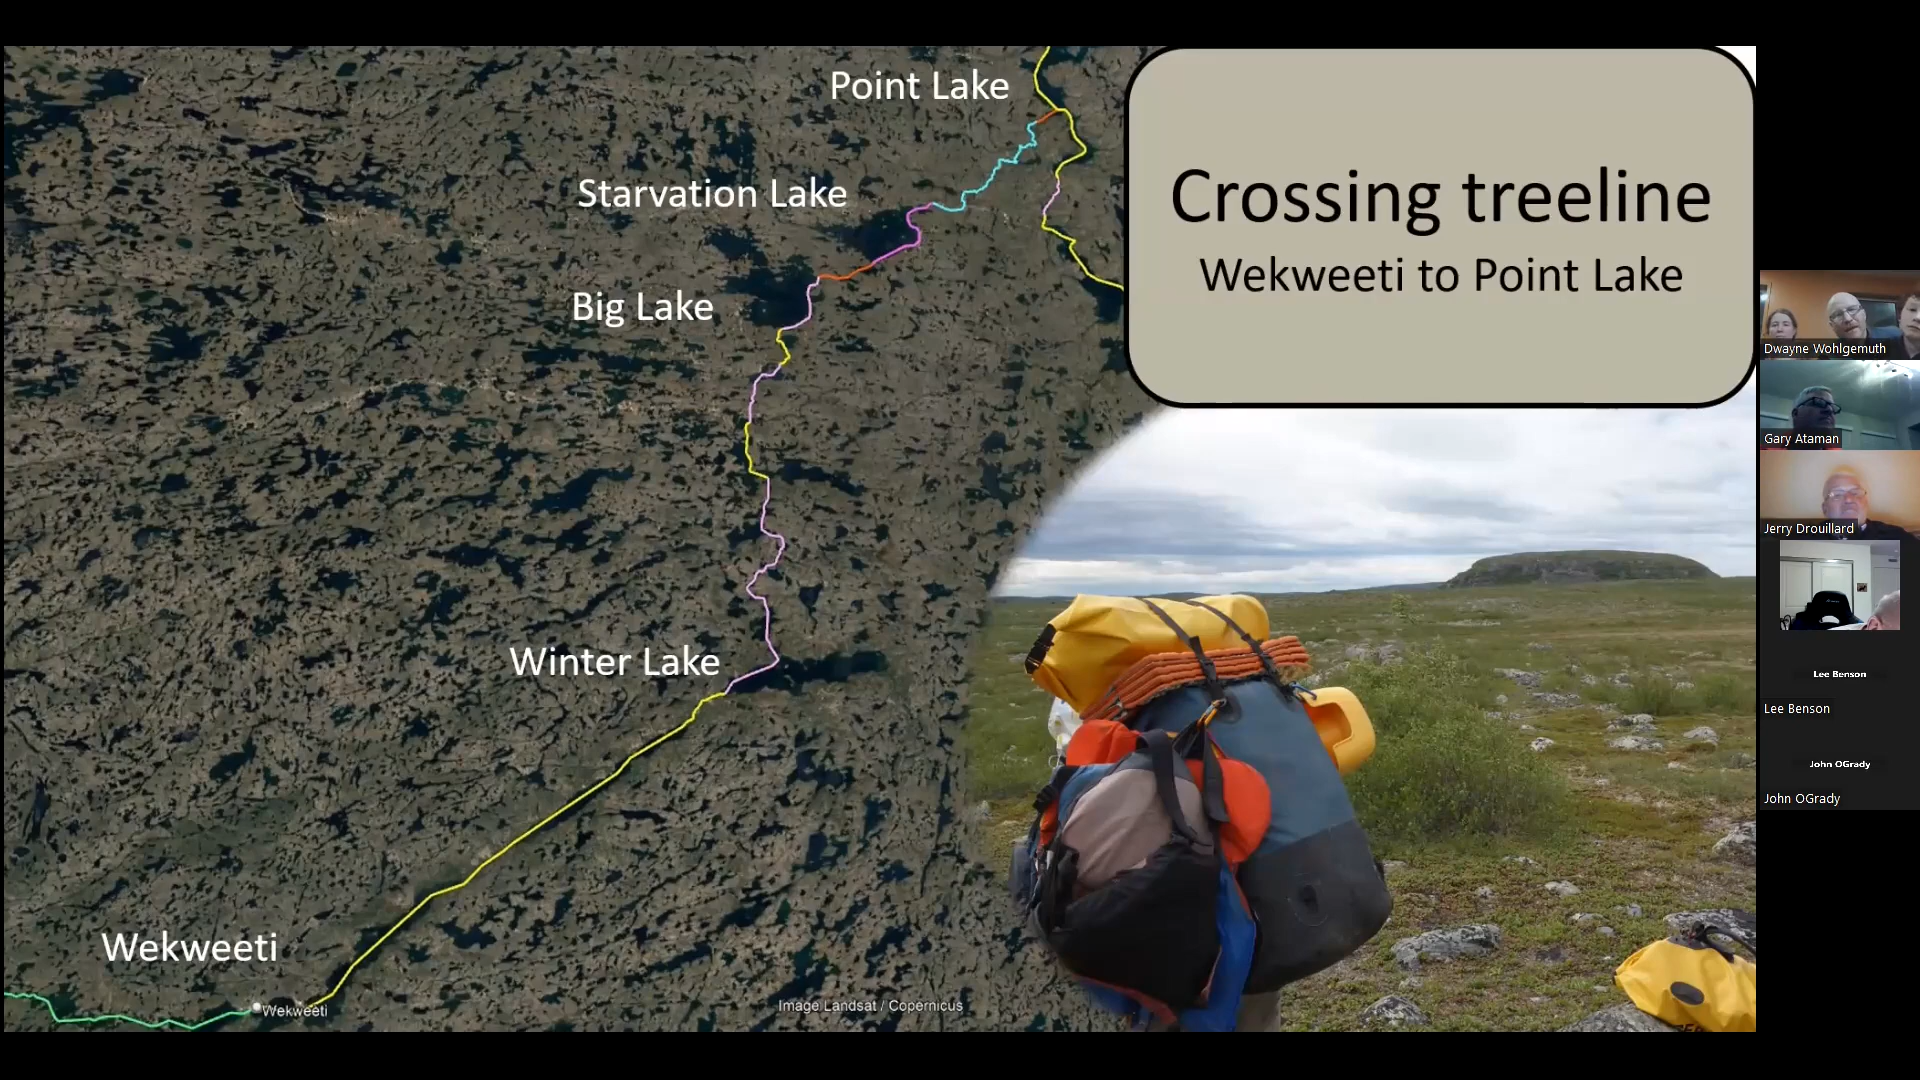 Point Lake
Starvation Lake
Big Lake
Winter Lake
Wekweeti
Wekweeti
Image Landsat / Copernicus
Crossing treeline
Wekweeti to Point Lake
Dwayne Wohlgemuth
Gary Ataman
Jerry Drouillard
Lee Benson
Lee Benson
John OGrady
John OGrady